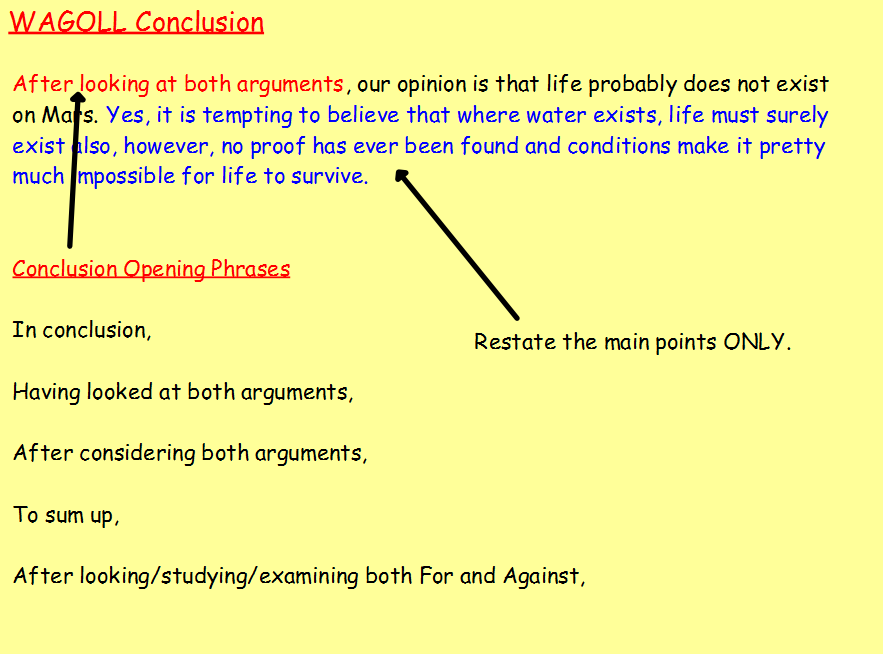 WAGOLL Conclusion
After looking at both arguments, our opinion is that life probably does not exist
on Mars. Yes, it is tempting to believe that where water exists, life must surely
exist also, however, no proof has ever been found and conditions make it pretty
much impossible for life to survive.
Conclusion Opening Phrases
In conclusion,
Restate the main points ONLY.
Having looked at both arguments,
After considering both arguments,
To sum up,
After looking/studying/examining both For and Against,